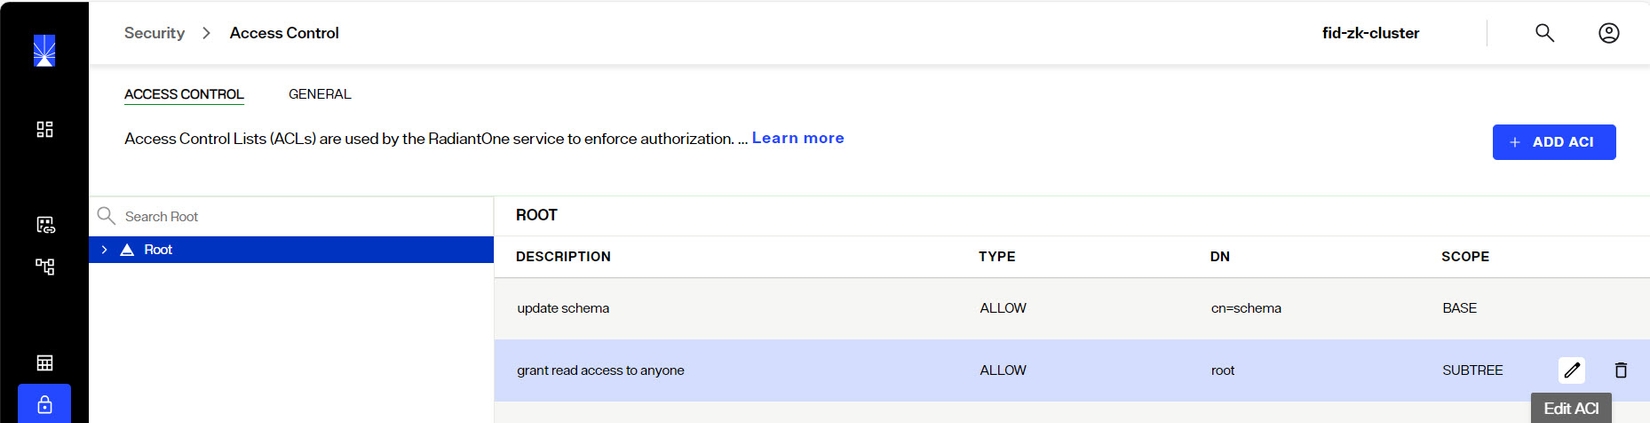 Security > Access Control
fid-zk-cluster
ACCESS CONTROL
GENERAL
Access Control Lists (ACLs) are used by the RadiantOne service to enforce authorization. ... Learn more
+ ADD ACI
Search Root
Root
ROOT
DESCRIPTION TYPE DN SCOPE
update schema ALLOW cn=schema BASE
grant read access to anyone ALLOW root SUBTREE
Edit ACI